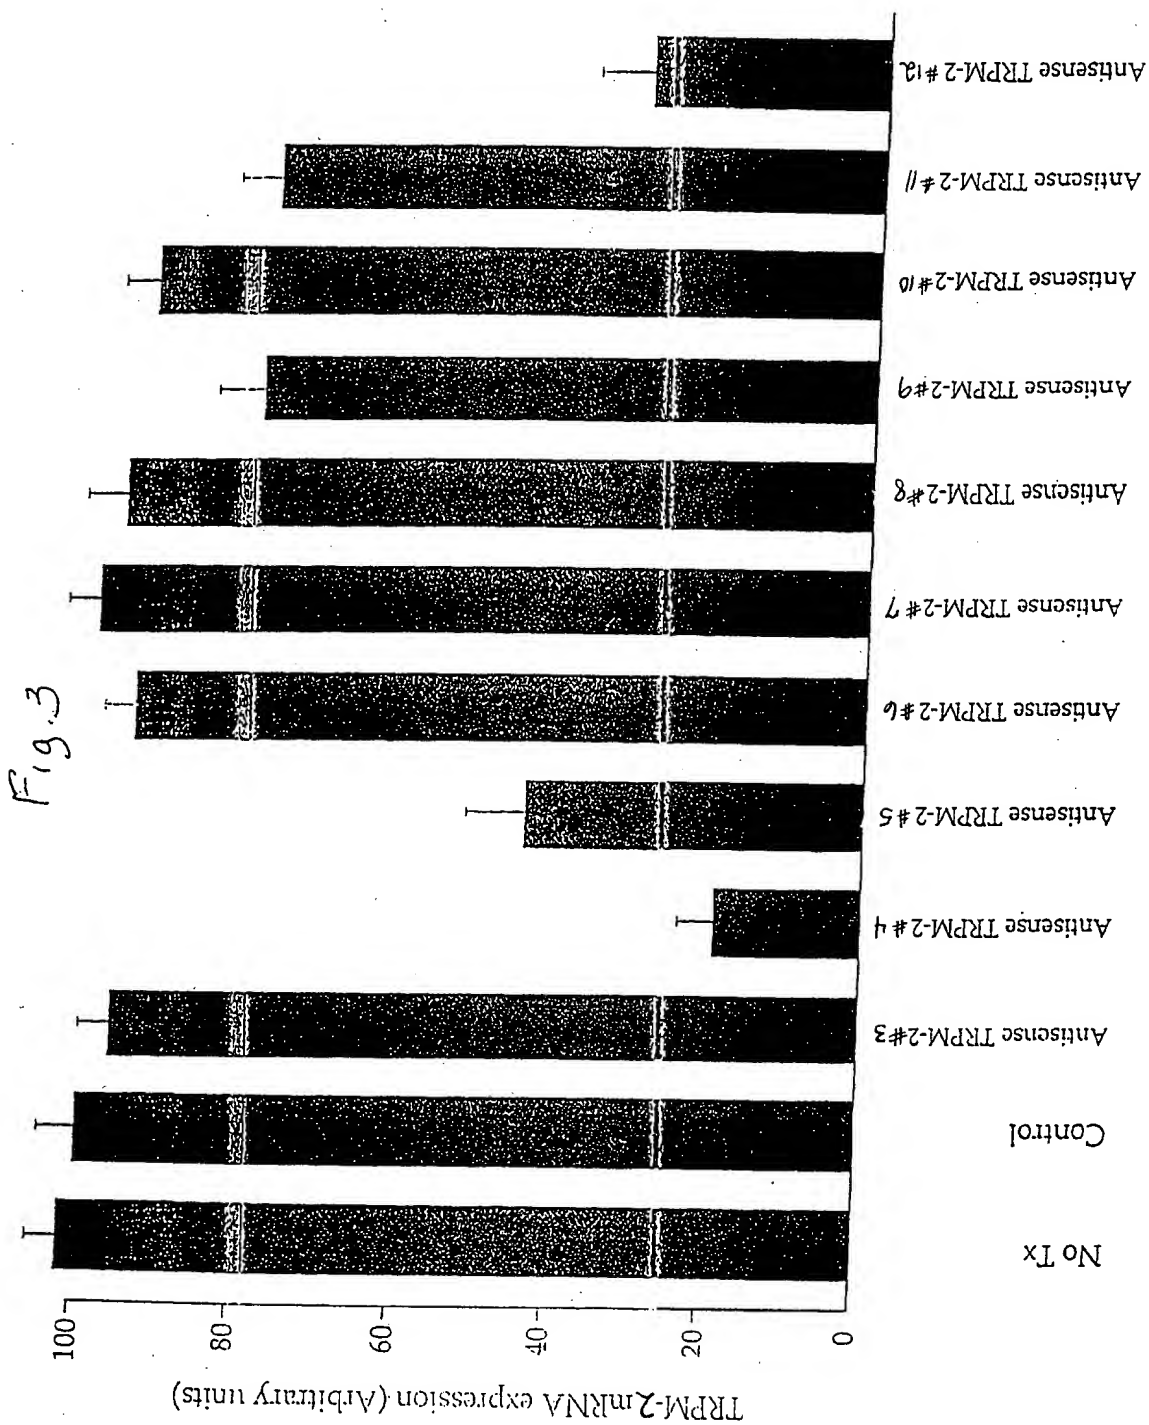 Fig.3
TRPM-2 mRNA expression (Arbitrary units)
100
80
60
40
20
0
No Tx
Control
Antisense TRPM-2 #3
Antisense TRPM-2 #4
Antisense TRPM-2 #5
Antisense TRPM-2 #6
Antisense TRPM-2 #7
Antisense TRPM-2 #8
Antisense TRPM-2 #9
Antisense TRPM-2 #10
Antisense TRPM-2 #11
Antisense TRPM-2 #12